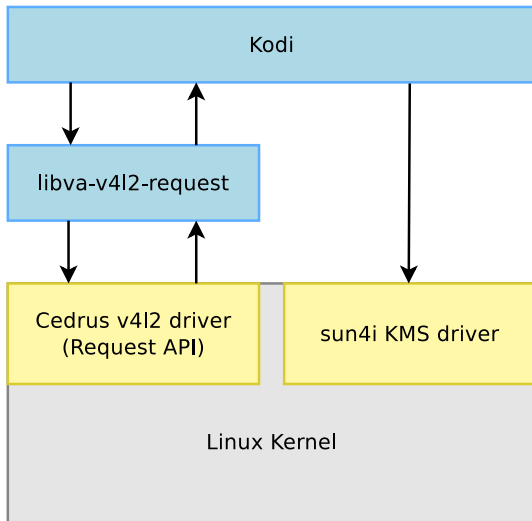 Kodi
libva-v4l2-request
Cedrus v4l2 driver
(Request API)
sun4i KMS driver
Linux Kernel